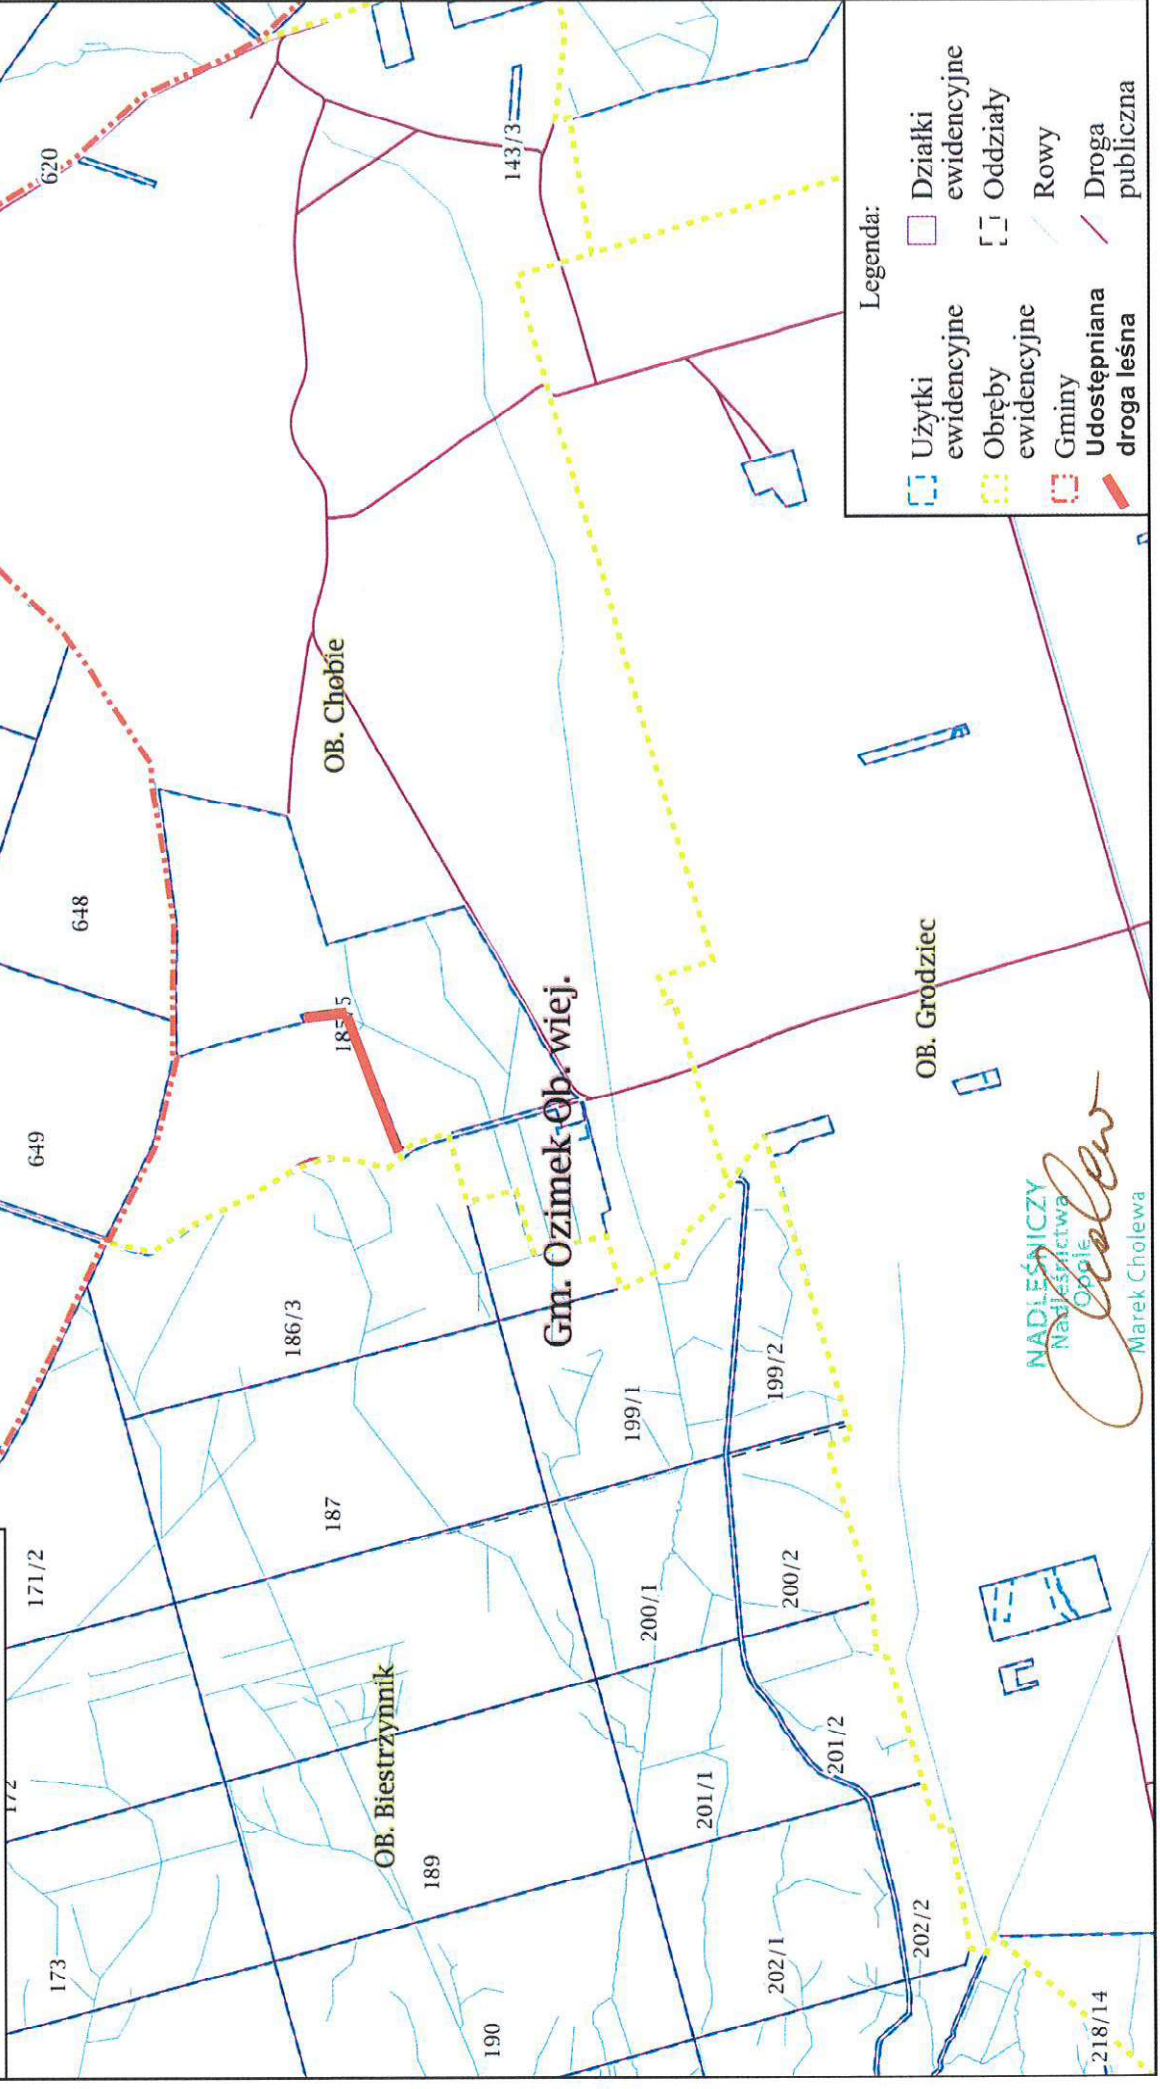 620
143/3
648
649
185/5
OB. Chobie
Gm. Ozimek Ob. wiej.
OB. Grodziec
186/3
187
171/2
172
173
189
190
OB. Biestrzynnik
199/1
199/2
200/1
200/2
201/1
201/2
202/1
202/2
218/14
NADLEŚNICZY
Nadleśnictwa
Opole
Marek Cholewa
Legenda:
Użytki
ewidencyjne
Obręby
ewidencyjne
Gminy
Udostępniana
droga leśna
Działki
ewidencyjne
Oddziały
Rowy
Droga
publiczna